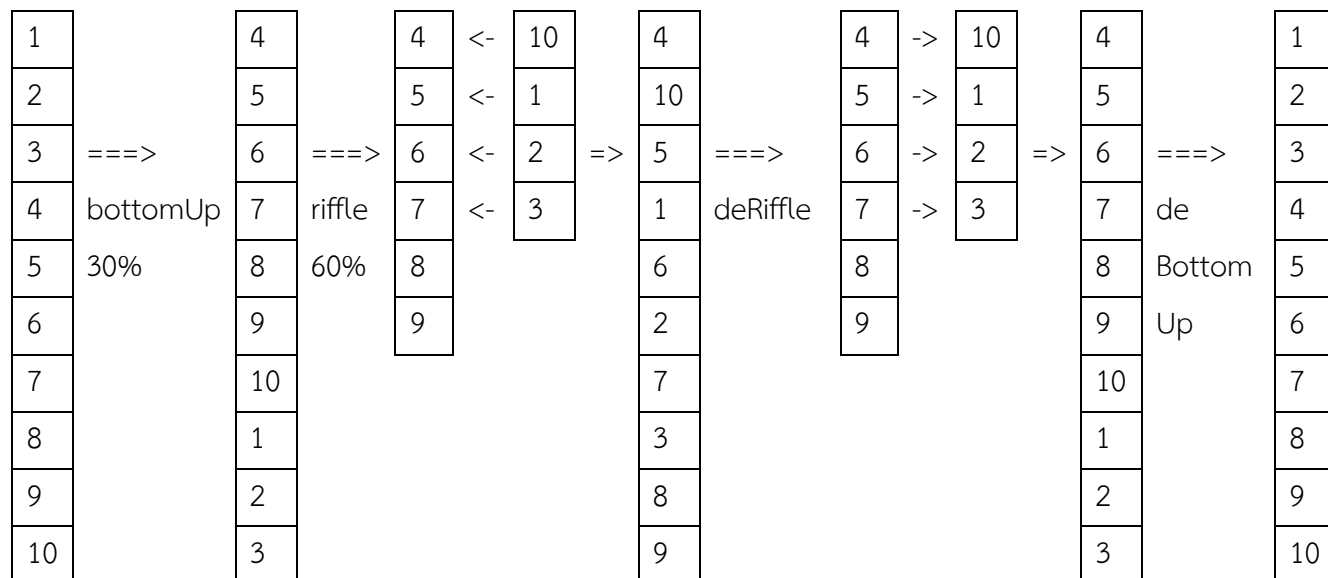 1 4 4 <- 10 4 4 -> 10 4 1
2 5 5 <- 1 10 5 -> 1 5 2
3 ===> 6 ===> 6 <- 2 => 5 ===> 6 -> 2 => 6 ===> 3
4 bottomUp 7 riffle 7 <- 3 1 deRiffle 7 -> 3 7 de 4
5 30% 8 60% 8 6 8 8 Bottom 5
6 9 9 2 9 9 Up 6
7 10 7 10 7
8 1 3 1 8
9 2 8 2 9
10 3 9 3 10